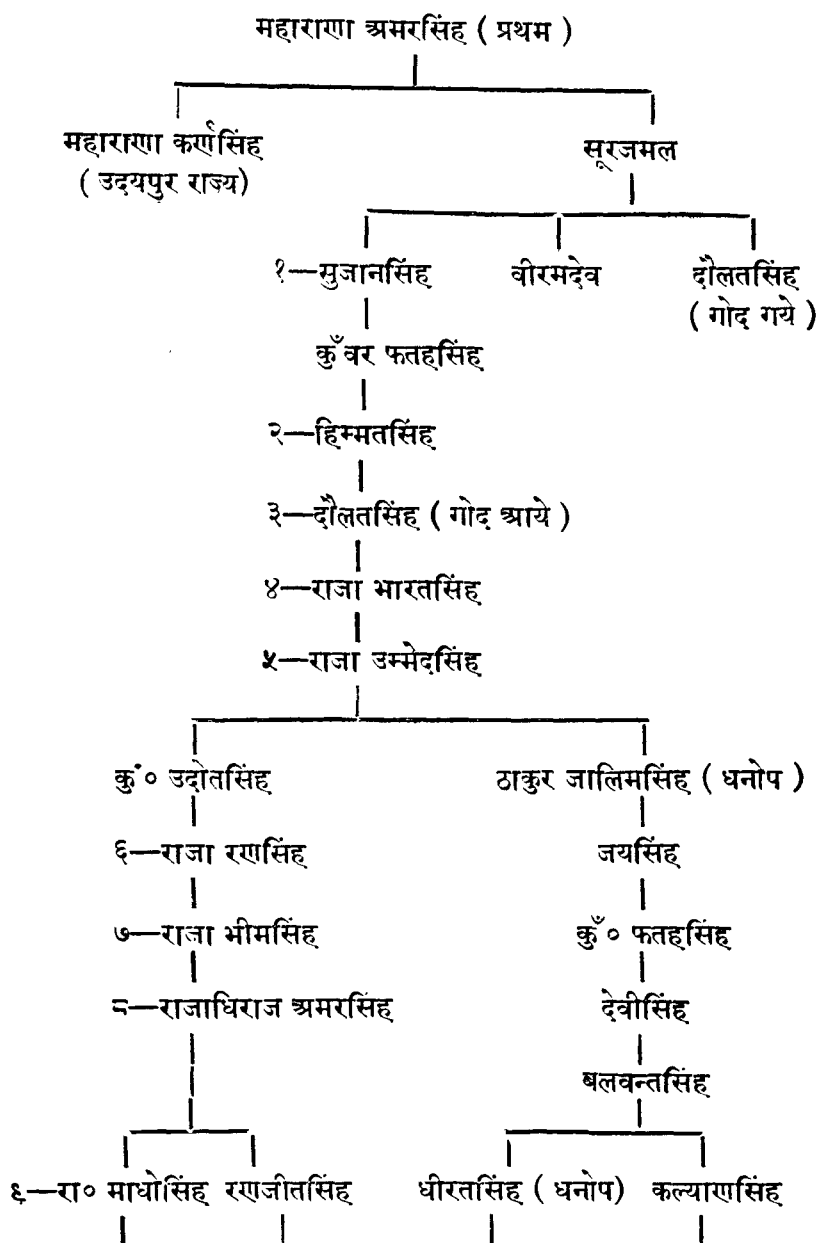 महाराणा अमरसिंह ( प्रथम )
महाराणा कर्णसिंह सूरजमल
( उदयपुर राज्य)
१—सुजानसिंह वीरमदेव दौलतसिंह
( गोद गये )
कुँवर फतहसिंह
२—हिम्मतसिंह
३—दौलतसिंह ( गोद आये )
४—राजा भारतसिंह
५—राजा उम्मेदसिंह
कुं० उदोतसिंह ठाकुर जालिमसिंह ( धनोप )
६—राजा रणसिंह जयसिंह
७—राजा भीमसिंह कुँ० फतहसिंह
८—राजाधिराज अमरसिंह देवीसिंह
बलवन्तसिंह
९—रा० माधोसिंह रणजीतसिंह धीरतसिंह ( धनोप) कल्याणसिंह